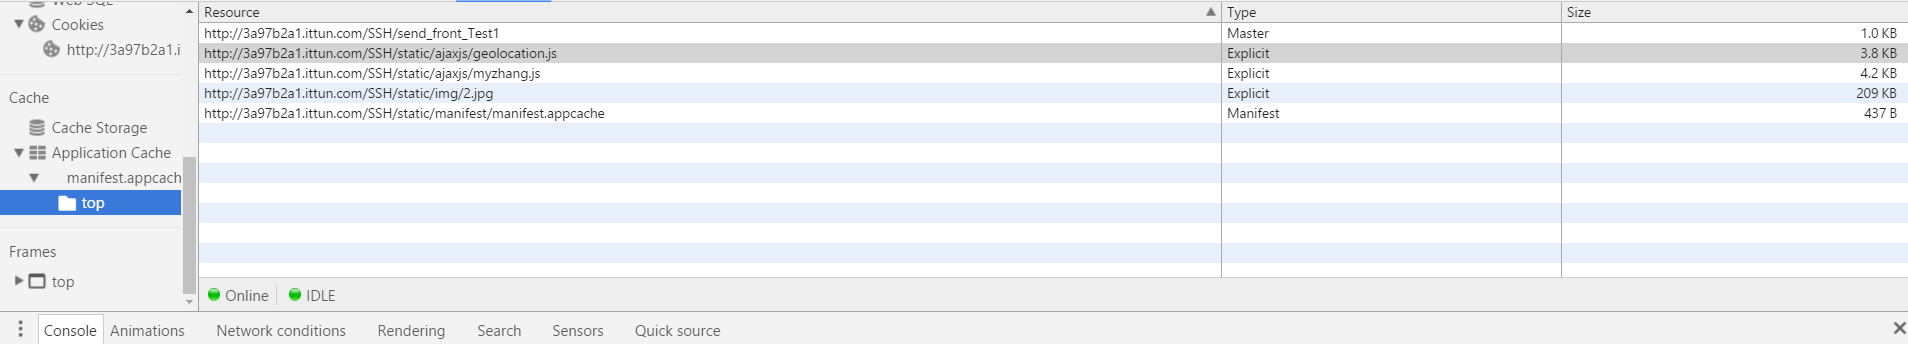 Web SQL
Cookies
http://3a97b2a1.i
Cache
Cache Storage
Application Cache
manifest.appcach
top
Frames
top
Resource Type Size
http://3a97b2a1.ittun.com/SSH/send_front_Test1 Master 1.0 KB
http://3a97b2a1.ittun.com/SSH/static/ajaxjs/geolocation.js Explicit 3.8 KB
http://3a97b2a1.ittun.com/SSH/static/ajaxjs/myzhang.js Explicit 4.2 KB
http://3a97b2a1.ittun.com/SSH/static/img/2.jpg Explicit 209 KB
http://3a97b2a1.ittun.com/SSH/static/manifest/manifest.appcache Manifest 437 B
Online IDLE
Console Animations Network conditions Rendering Search Sensors Quick source